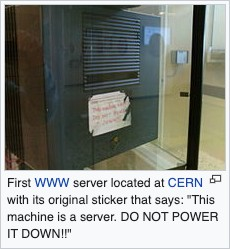 First WWW server located at CERN
with its original sticker that says: "This
machine is a server. DO NOT POWER
IT DOWN!!"